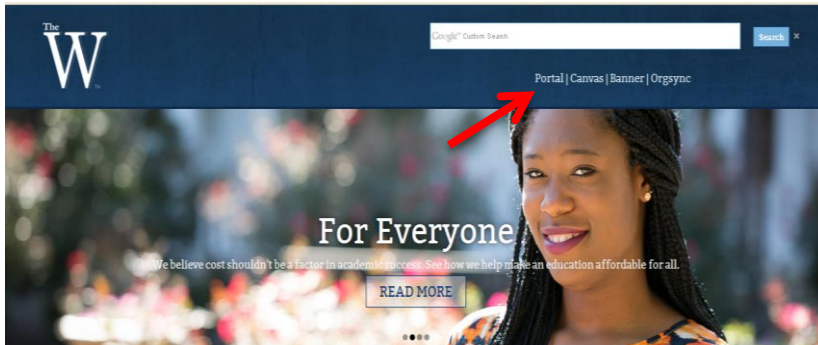 The
W
Google™ Custom Search
Search x
Portal | Canvas | Banner | Orgsync
For Everyone
We believe cost shouldn't be a factor in academic success. See how we help make an education affordable for all.
READ MORE